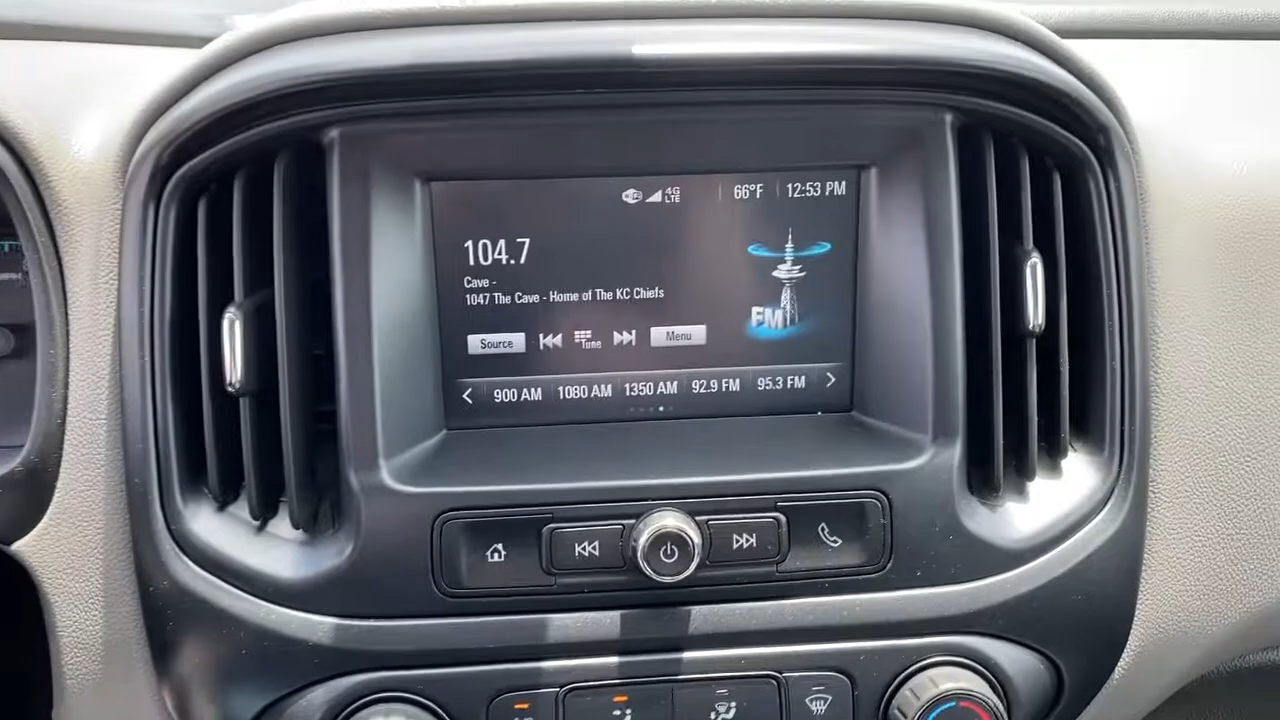 4G
LTE
66°F
12:53 PM
104.7
Cave -
1047 The Cave - Home of The KC Chiefs
FM
Source
Tune
Menu
900 AM
1080 AM
1350 AM
92.9 FM
95.3 FM